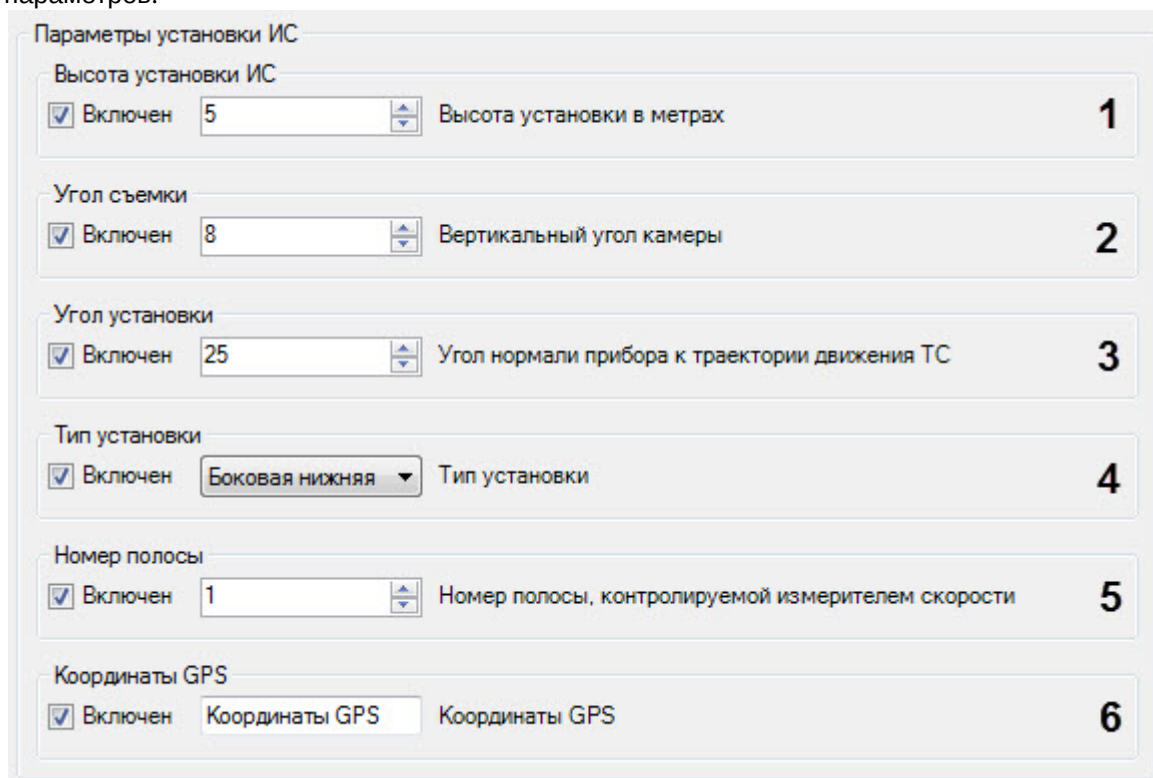 параметров.
Параметры установки ИС
Высота установки ИС
Включен 5 Высота установки в метрах 1
Угол съемки
Включен 8 Вертикальный угол камеры 2
Угол установки
Включен 25 Угол нормали прибора к траектории движения ТС 3
Тип установки
Включен Боковая нижняя Тип установки 4
Номер полосы
Включен 1 Номер полосы, контролируемой измерителем скорости 5
Координаты GPS
Включен Координаты GPS Координаты GPS 6